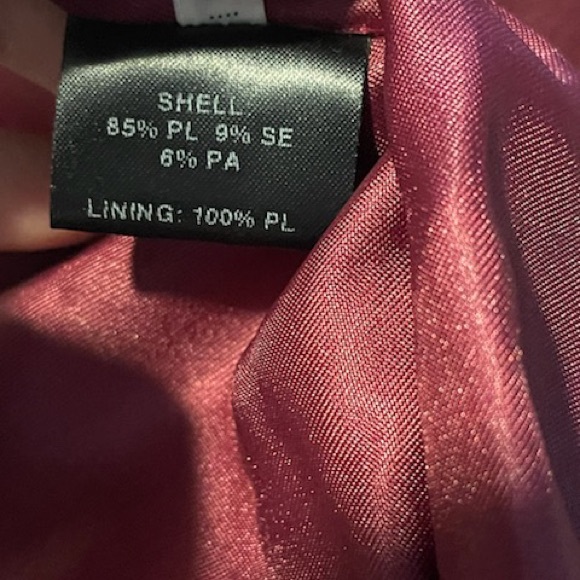 SHELL:
85% PL 9% SE
6% PA
LINING: 100% PL